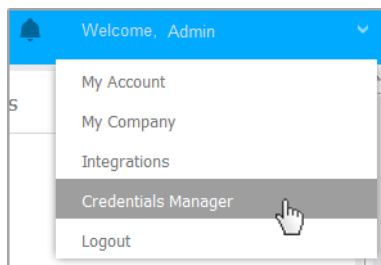 Welcome, Admin
S
My Account
My Company
Integrations
Credentials Manager
Logout